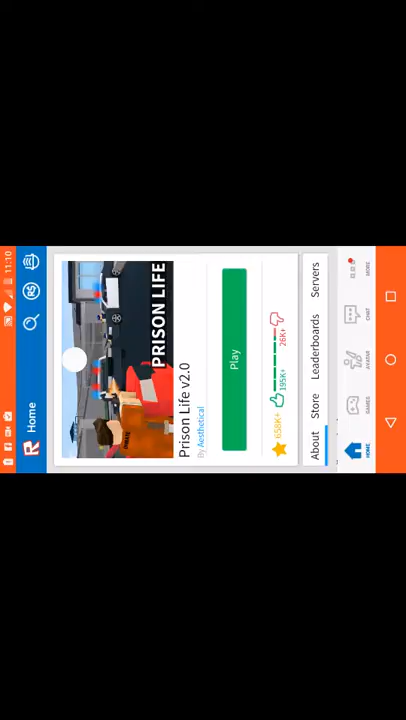 11:10
Home
R$
PRISON LIFE
Prison Life v2.0
By Aesthetical
Play
658K+
195K+
26K+
About
Store
Leaderboards
Servers
HOME
GAMES
AVATAR
CHAT
MORE